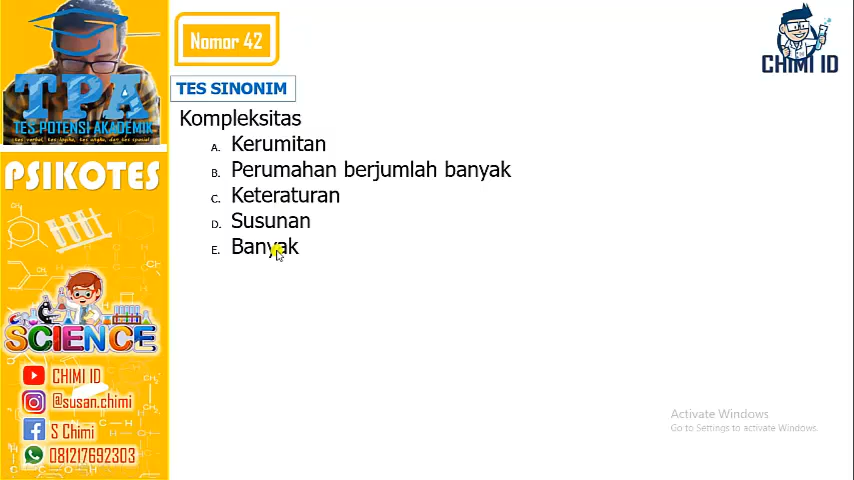 Nomor 42
CHIMI ID
TES SINONIM
TPA
TES POTENSI AKADEMIK
PSIKOTES
Kompleksitas
A. Kerumitan
B. Perumahan berjumlah banyak
C. Keteraturan
D. Susunan
E. Banyak
SCIENCE
CHIMI ID
@susan.chimi
S Chimi
081217692303
Activate Windows
Go to Settings to activate Windows.